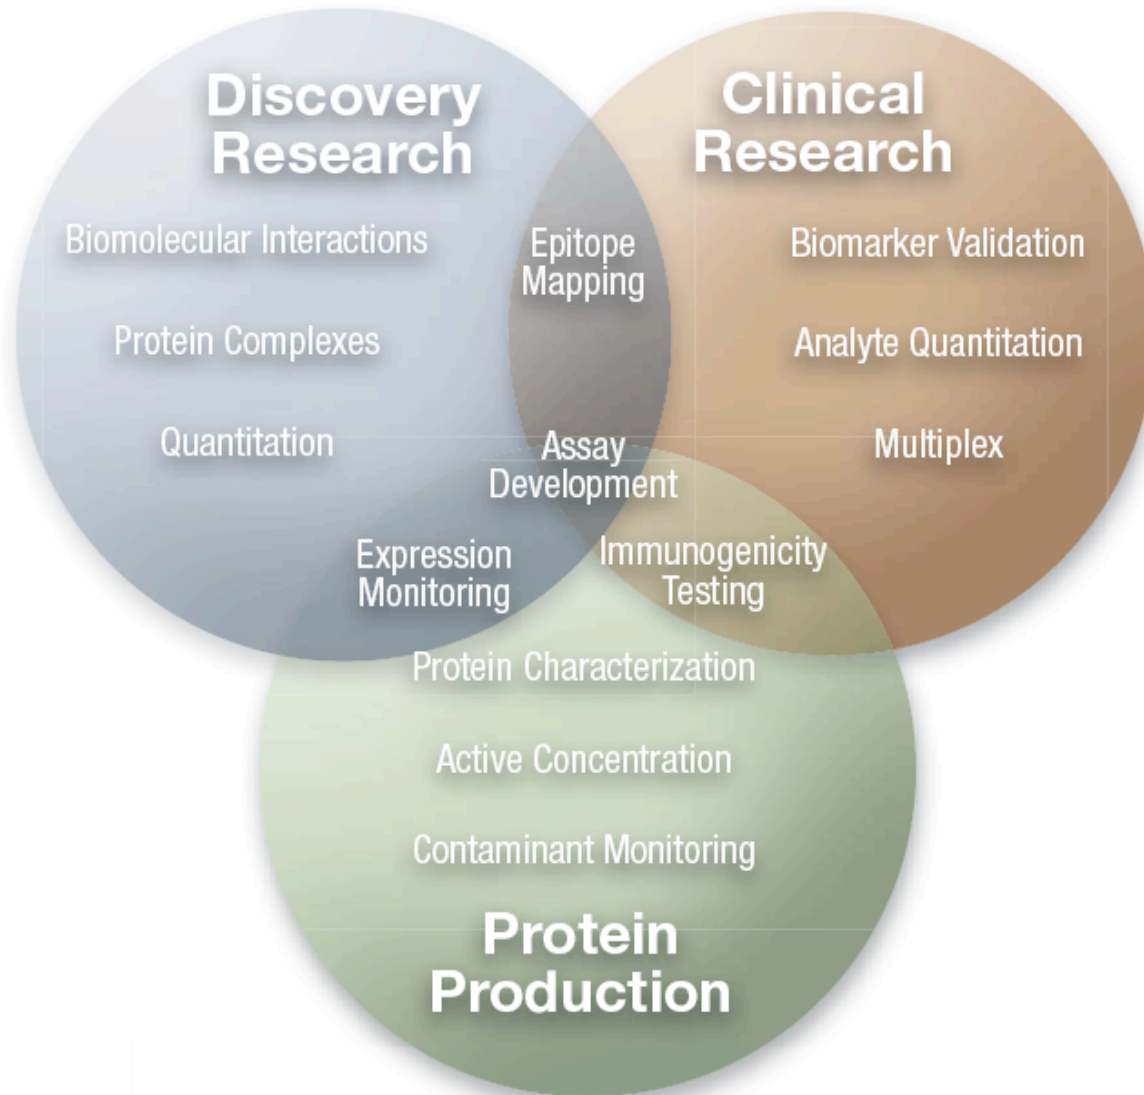 Discovery
Research
Clinical
Research
Biomolecular Interactions
Epitope
Mapping
Biomarker Validation
Protein Complexes
Analyte Quantitation
Quantitation
Assay
Development
Multiplex
Expression
Monitoring
Immunogenicity
Testing
Protein Characterization
Active Concentration
Contaminant Monitoring
Protein
Production